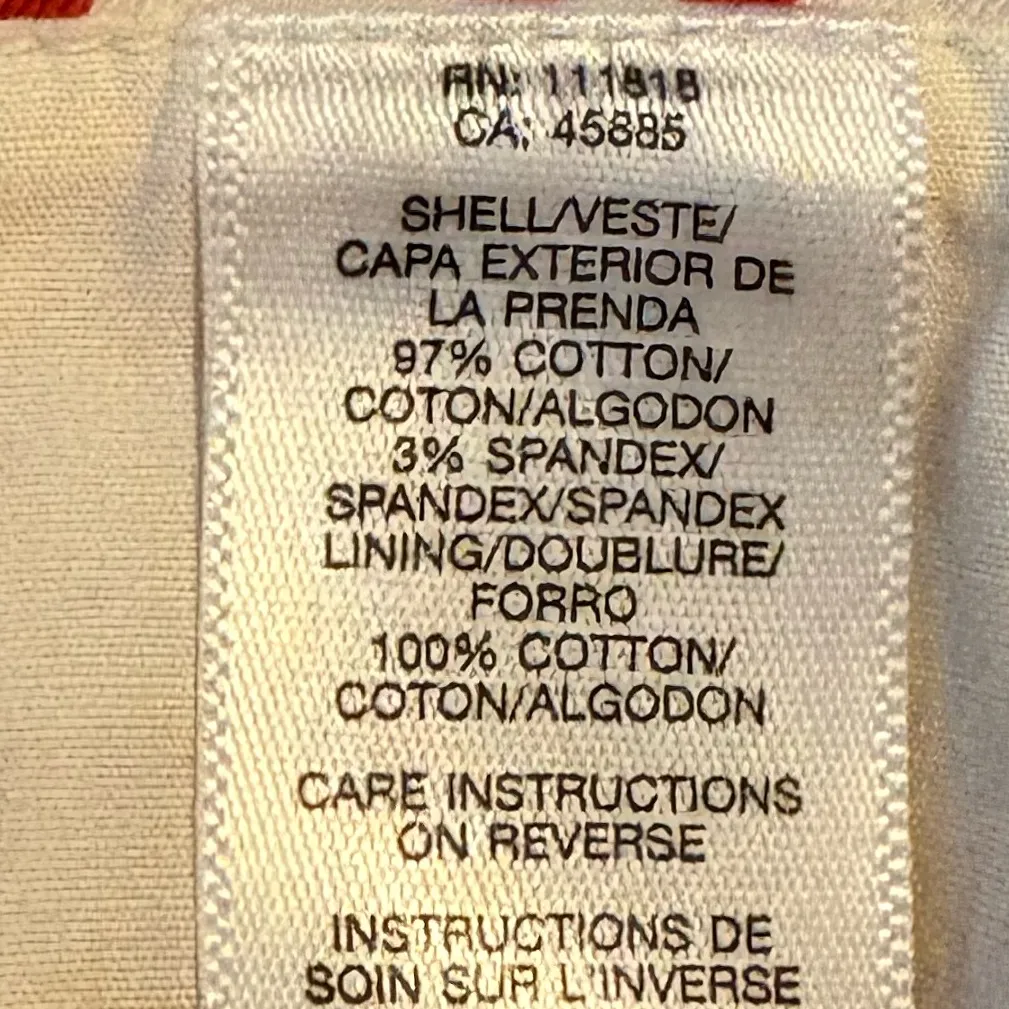 RN: 111818
CA: 45885
SHELL/VESTE/
CAPA EXTERIOR DE
LA PRENDA
97% COTTON/
COTON/ALGODON
3% SPANDEX/
SPANDEX/SPANDEX
LINING/DOUBLURE/
FORRO
100% COTTON/
COTON/ALGODON
CARE INSTRUCTIONS
ON REVERSE
INSTRUCTIONS DE
SOIN SUR L'INVERSE